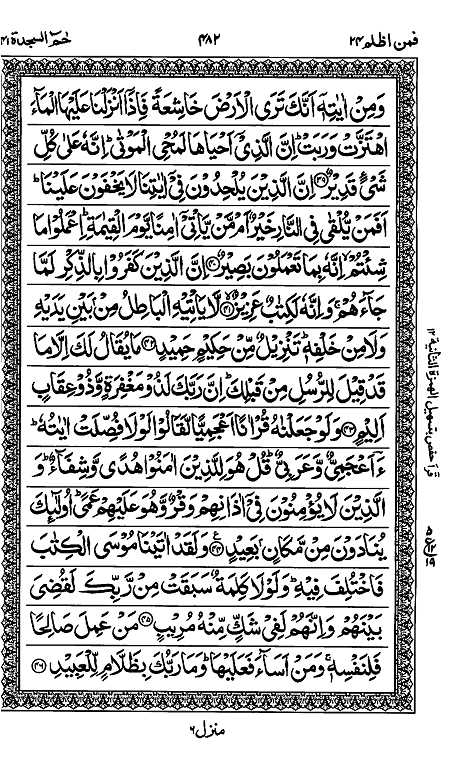 فمن اظلم ۲۴
۴۸۲
حٰمٓ السجدة ۴۱
وَمِنْ اٰيٰتِهٖٓ اَنَّكَ تَرَى الْاَرْضَ خَاشِعَةً فَاِذَآ اَنْزَلْنَا عَلَيْهَا الْمَآءَ
اهْتَزَّتْ وَرَبَتْ ؕ اِنَّ الَّذِيْٓ اَحْيَاهَا لَمُحْيِ الْمَوْتٰى ؕ اِنَّهٗ عَلٰى كُلِّ
شَيْءٍ قَدِيْرٌ ﴿۳۹﴾ اِنَّ الَّذِيْنَ يُلْحِدُوْنَ فِيْٓ اٰيٰتِنَا لَا يَخْفَوْنَ عَلَيْنَا ؕ
اَفَمَنْ يُّلْقٰى فِي النَّارِ خَيْرٌ اَمْ مَّنْ يَّاْتِيْٓ اٰمِنًا يَّوْمَ الْقِيٰمَةِ ؕ اِعْمَلُوْا مَا
شِئْتُمْ ۙ اِنَّهٗ بِمَا تَعْمَلُوْنَ بَصِيْرٌ ﴿۴۰﴾ اِنَّ الَّذِيْنَ كَفَرُوْا بِالذِّكْرِ لَمَّا
جَآءَهُمْ ۚ وَاِنَّهٗ لَكِتٰبٌ عَزِيْزٌ ﴿۴۱﴾ لَّا يَاْتِيْهِ الْبَاطِلُ مِنْۢ بَيْنِ يَدَيْهِ
وَلَا مِنْ خَلْفِهٖ ؕ تَنْزِيْلٌ مِّنْ حَكِيْمٍ حَمِيْدٍ ﴿۴۲﴾ مَا يُقَالُ لَكَ اِلَّا مَا
قَدْ قِيْلَ لِلرُّسُلِ مِنْ قَبْلِكَ ؕ اِنَّ رَبَّكَ لَذُوْ مَغْفِرَةٍ وَّذُوْ عِقَابٍ
اَلِيْمٍ ﴿۴۳﴾ وَلَوْ جَعَلْنٰهُ قُرْاٰنًا اَعْجَمِيًّا لَّقَالُوْا لَوْلَا فُصِّلَتْ اٰيٰتُهٗ ؕ
ءَاَعْجَمِيٌّ وَّعَرَبِيٌّ ؕ قُلْ هُوَ لِلَّذِيْنَ اٰمَنُوْا هُدًى وَّشِفَآءٌ ؕ وَ
الَّذِيْنَ لَا يُؤْمِنُوْنَ فِيْٓ اٰذَانِهِمْ وَقْرٌ وَّهُوَ عَلَيْهِمْ عَمًى ؕ اُولٰٓئِكَ
يُنَادَوْنَ مِنْ مَّكَانٍۭ بَعِيْدٍ ﴿۴۴﴾ وَلَقَدْ اٰتَيْنَا مُوْسَى الْكِتٰبَ
فَاخْتُلِفَ فِيْهِ ؕ وَلَوْلَا كَلِمَةٌ سَبَقَتْ مِنْ رَّبِّكَ لَقُضِيَ
بَيْنَهُمْ ؕ وَاِنَّهُمْ لَفِيْ شَكٍّ مِّنْهُ مُرِيْبٍ ﴿۴۵﴾ مَنْ عَمِلَ صَالِحًا
فَلِنَفْسِهٖ ۚ وَمَنْ اَسَآءَ فَعَلَيْهَا ؕ وَمَا رَبُّكَ بِظَلَّامٍ لِّلْعَبِيْدِ ﴿۴۶﴾
قرأ حفص بتسهيل الهمزة الثانية ۱۲
منزل ۶